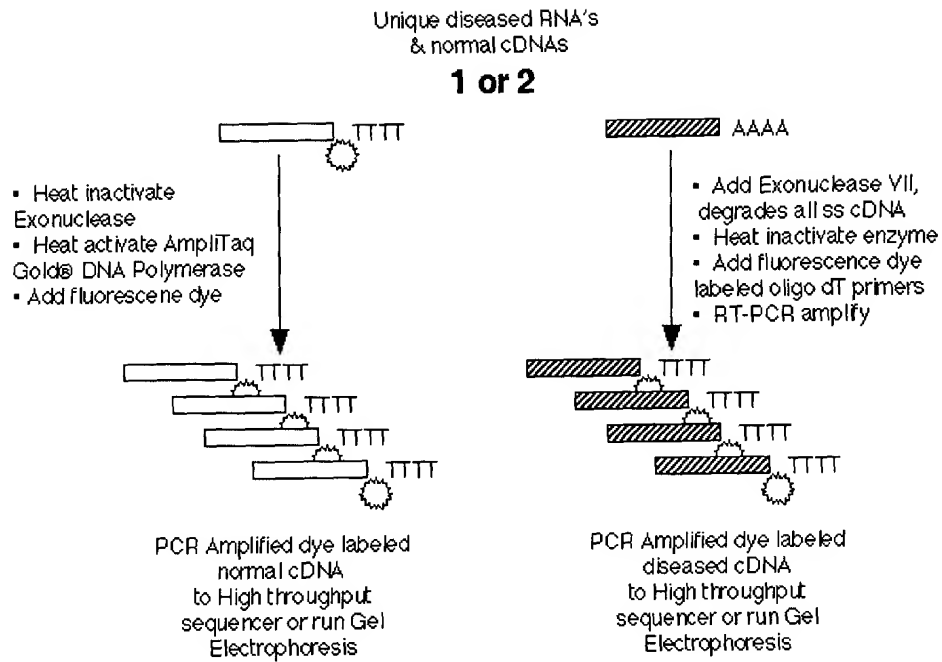 Unique diseased RNA's
& normal cDNAs
1 or 2
TTTT
AAAA
▪ Heat inactivate
Exonuclease
▪ Heat activate AmpliTaq
Gold® DNA Polymerase
▪ Add fluorescene dye
▪ Add Exonuclease VII,
degrades all ss cDNA
▪ Heat inactivate enzyme
▪ Add fluorescence dye
labeled oligo dT primers
▪ RT-PCR amplify
TTTT
TTTT
TTTT
TTTT
TTTT
TTTT
TTTT
TTTT
PCR Amplified dye labeled
normal cDNA
to High throughput
sequencer or run Gel
Electrophoresis
PCR Amplified dye labeled
diseased cDNA
to High throughput
sequencer or run Gel
Electrophoresis